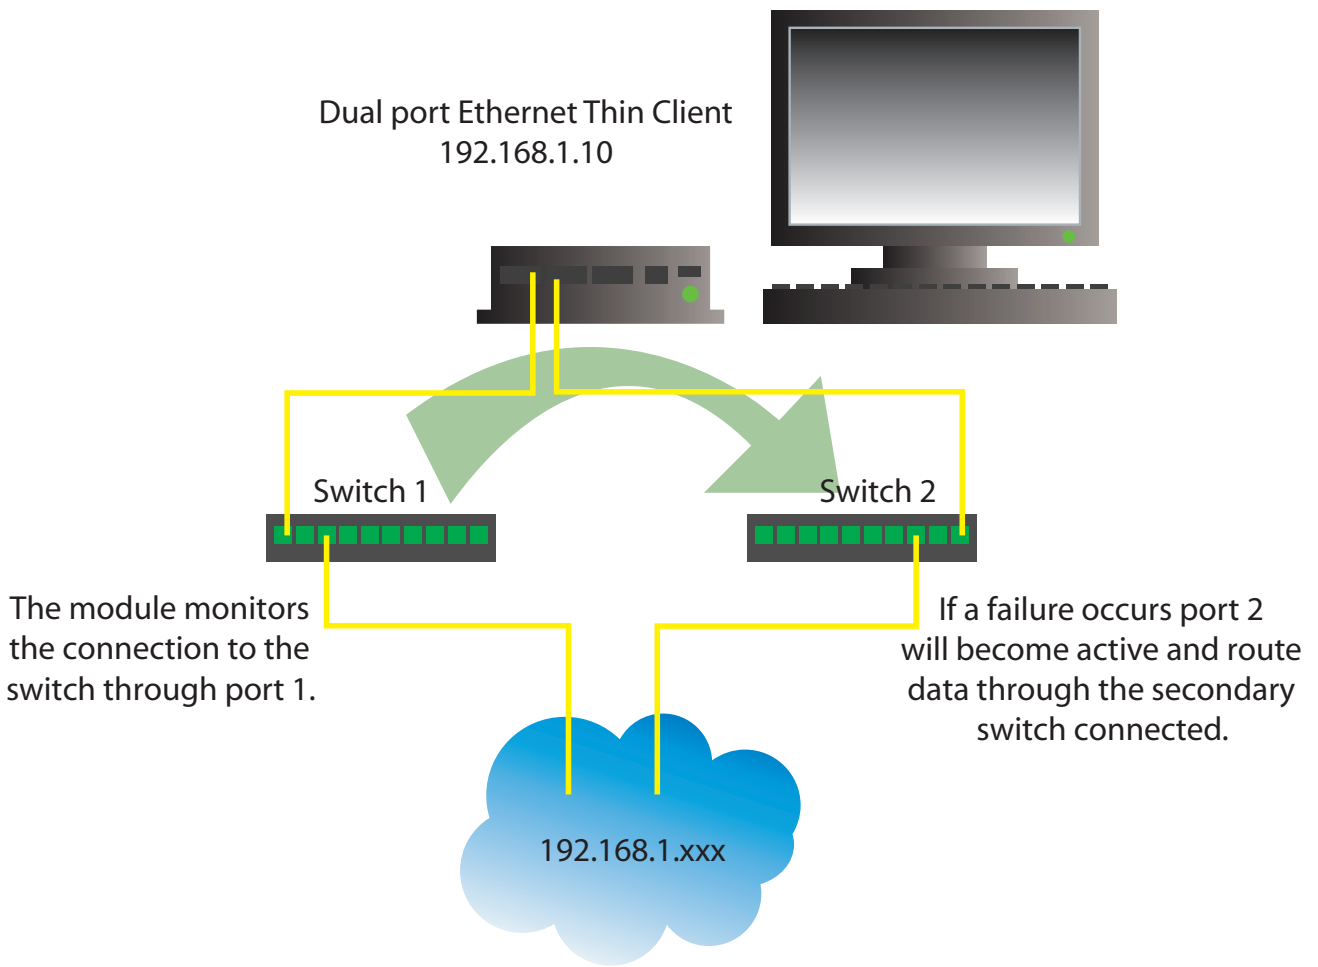 Dual port Ethernet Thin Client
192.168.1.10
Switch 1
Switch 2
The module monitors
the connection to the
switch through port 1.
If a failure occurs port 2
will become active and route
data through the secondary
switch connected.
192.168.1.xxx